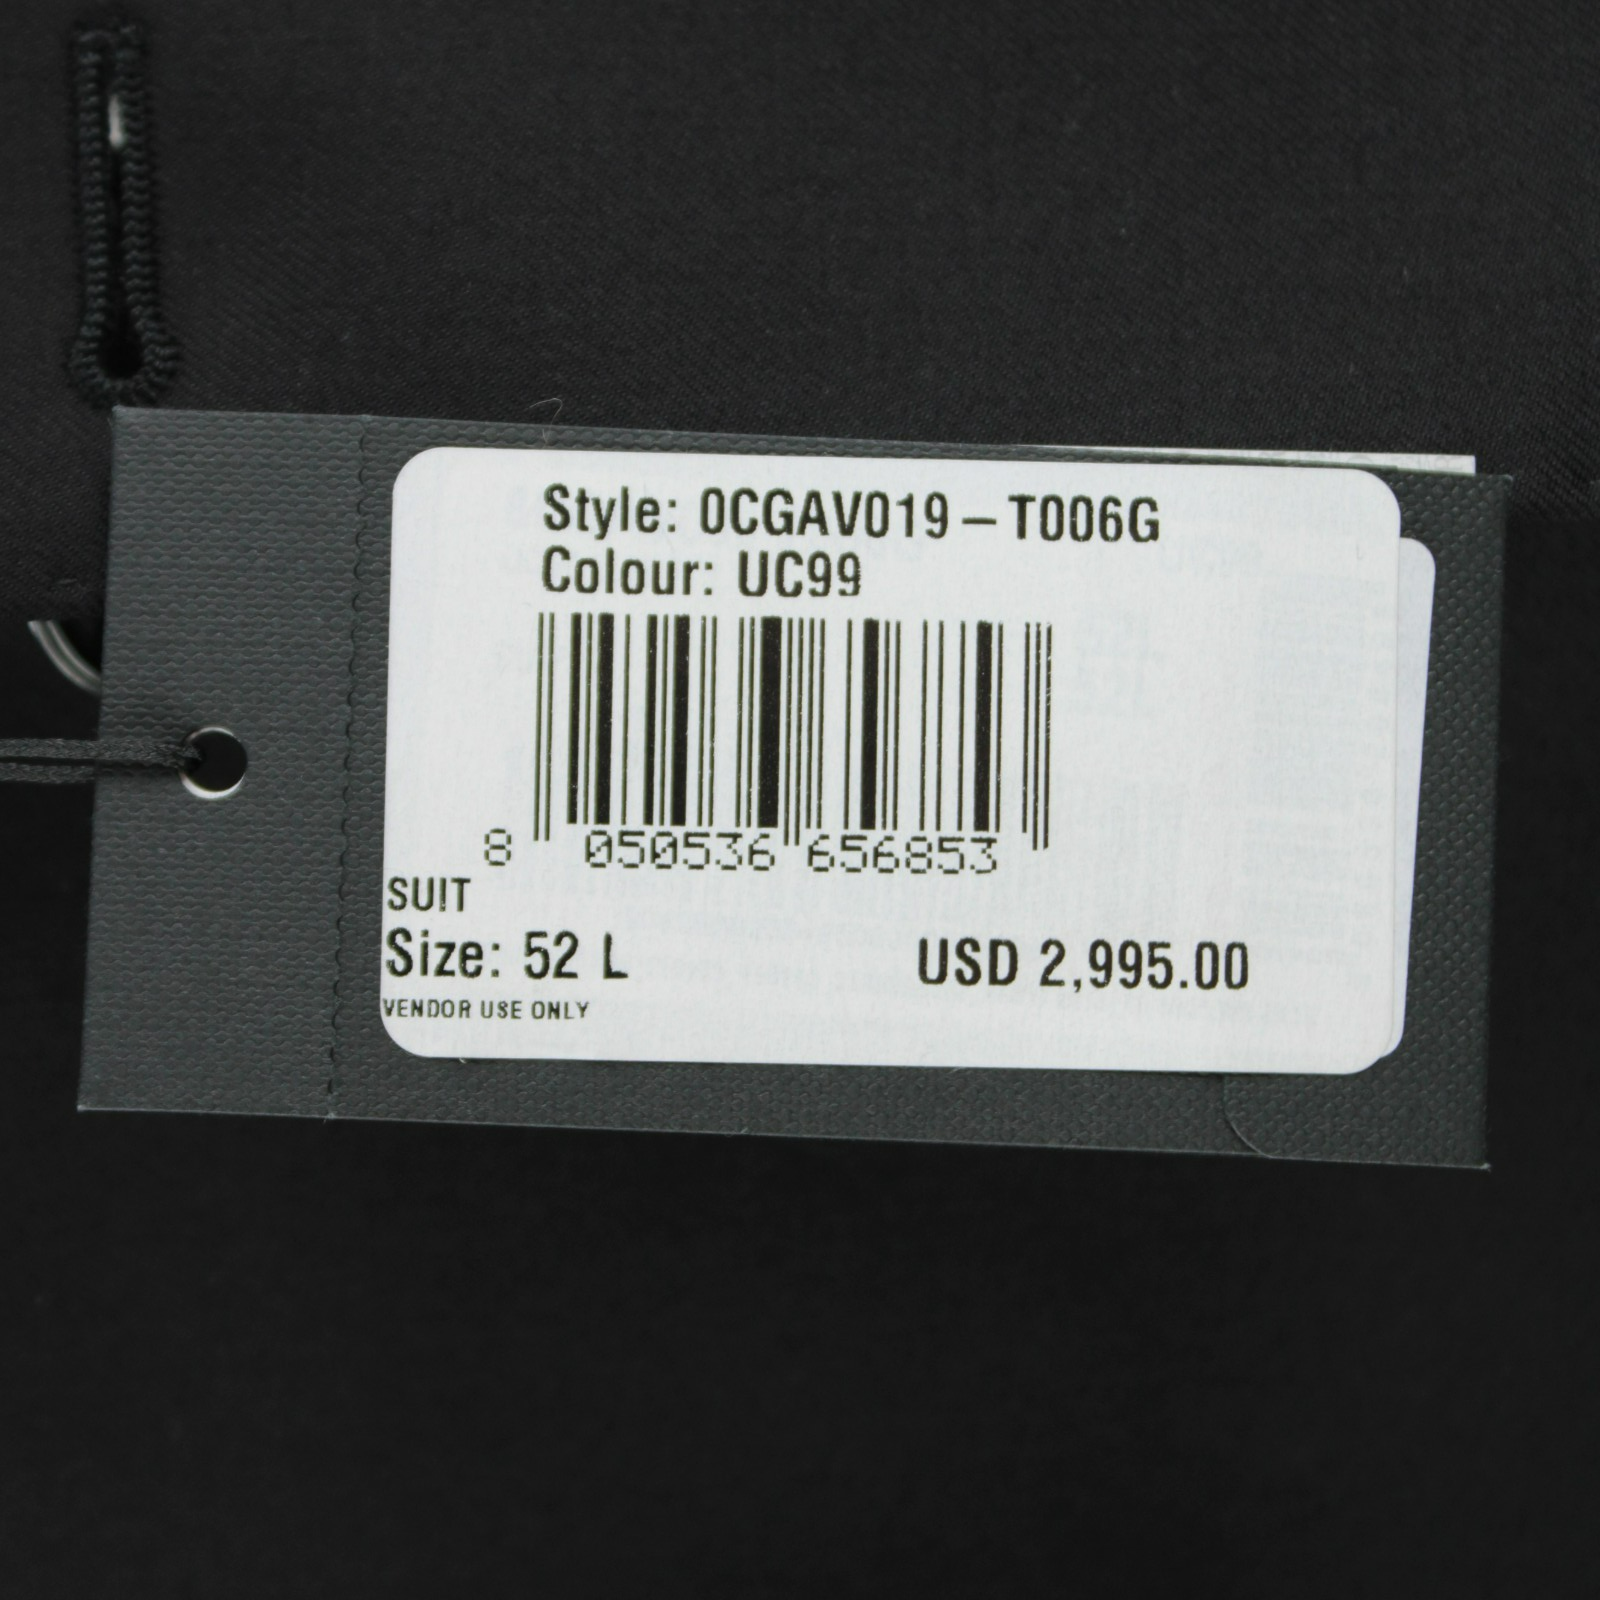 Style: 0CGAV019 – T006G
Colour: UC99
8 050536 656853
SUIT
Size: 52 L USD 2,995.00
VENDOR USE ONLY